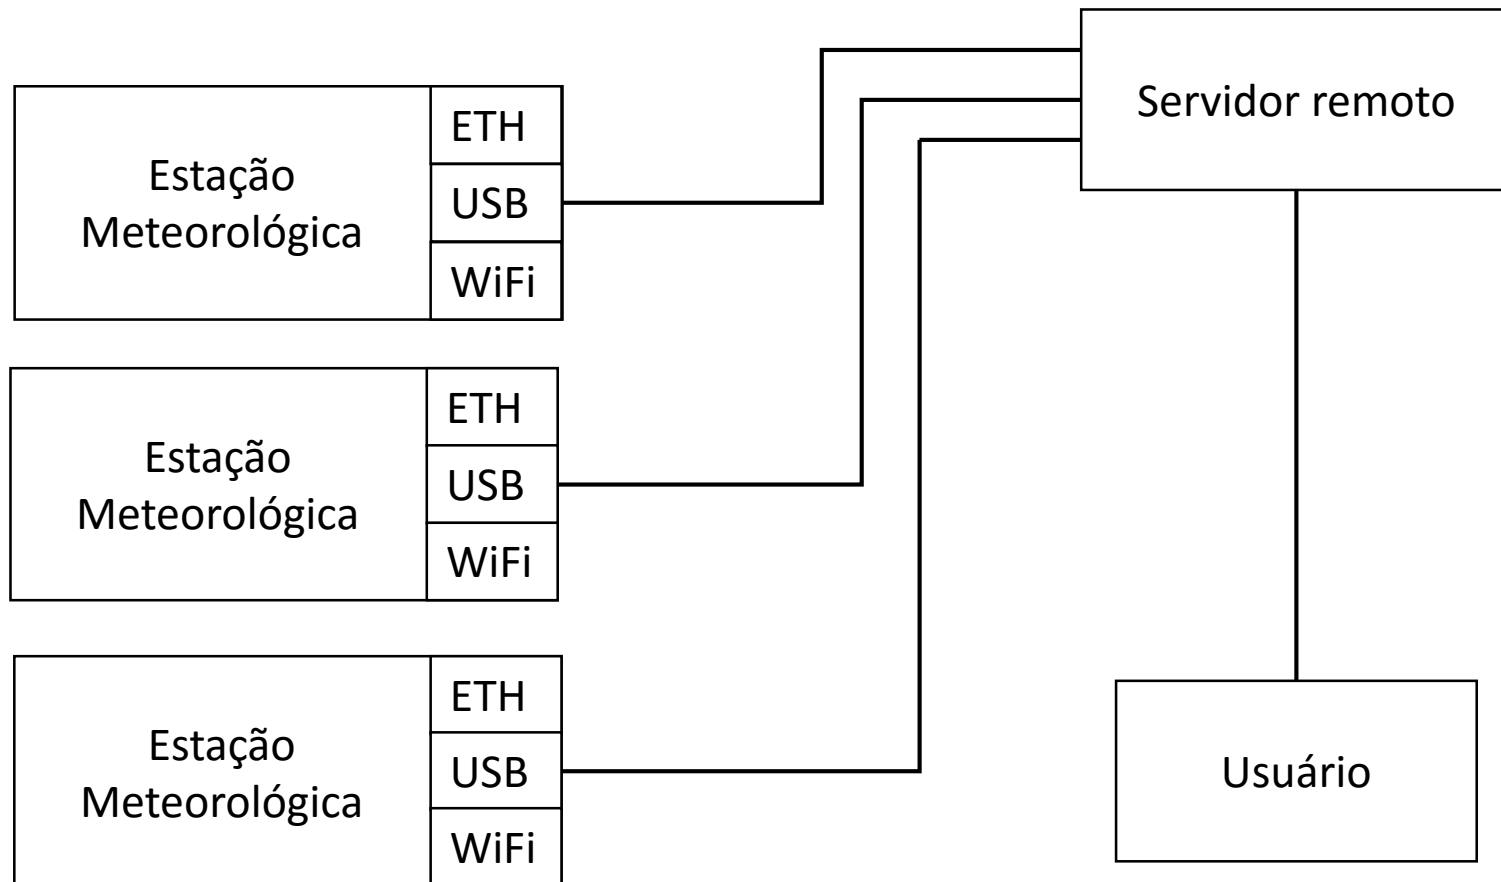 Servidor remoto
Estação
Meteorológica
ETH
USB
WiFi
Estação
Meteorológica
ETH
USB
WiFi
Estação
Meteorológica
ETH
USB
WiFi
Usuário